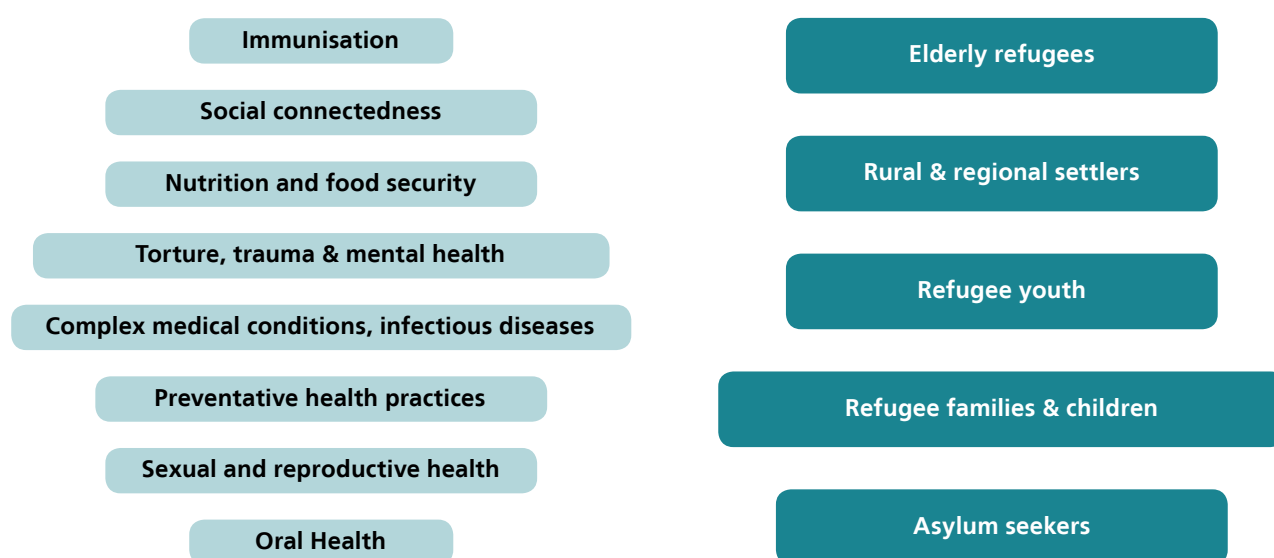 Immunisation
Social connectedness
Nutrition and food security
Torture, trauma & mental health
Complex medical conditions, infectious diseases
Preventative health practices
Sexual and reproductive health
Oral Health
Elderly refugees
Rural & regional settlers
Refugee youth
Refugee families & children
Asylum seekers